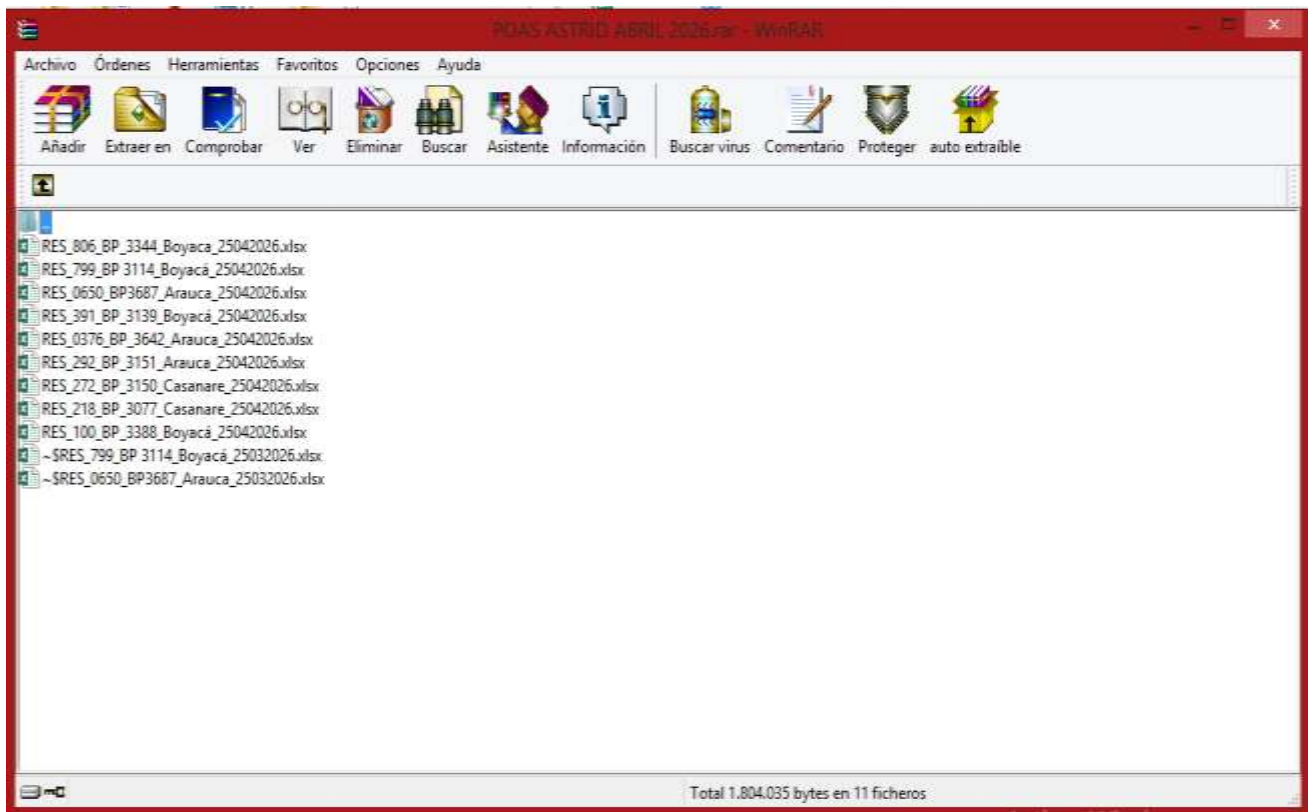 PDAS ASTRID ABRIL 2026.rar - WinRAR
Archivo Órdenes Herramientas Favoritos Opciones Ayuda
Añadir Extraer en Comprobar Ver Eliminar Buscar Asistente Información Buscar virus Comentario Proteger auto extraíble
..
RES_806_BP_3344_Boyaca_25042026.xlsx
RES_799_BP 3114_Boyacá_25042026.xlsx
RES_0650_BP3687_Arauca_25042026.xlsx
RES_391_BP_3139_Boyacá_25042026.xlsx
RES_0376_BP_3642_Arauca_25042026.xlsx
RES_292_BP_3151_Arauca_25042026.xlsx
RES_272_BP_3150_Casanare_25042026.xlsx
RES_218_BP_3077_Casanare_25042026.xlsx
RES_100_BP_3388_Boyacá_25042026.xlsx
~$RES_799_BP 3114_Boyacá_25032026.xlsx
~$RES_0650_BP3687_Arauca_25032026.xlsx
Total 1.804.035 bytes en 11 ficheros